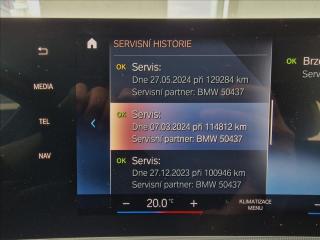 SERVISNÍ HISTORIE
OK Servis:
Dne 27.05.2024 při 129284 km
Servisní partner: BMW 50437
OK Servis:
Dne 07.03.2024 při 114812 km
Servisní partner: BMW 50437
OK Servis:
Dne 27.12.2023 při 100946 km
Servisní partner: BMW 50437
OK Brz
Serv
MEDIA
TEL
NAV
− 20.0 °C +
KLIMATIZACE
MENU